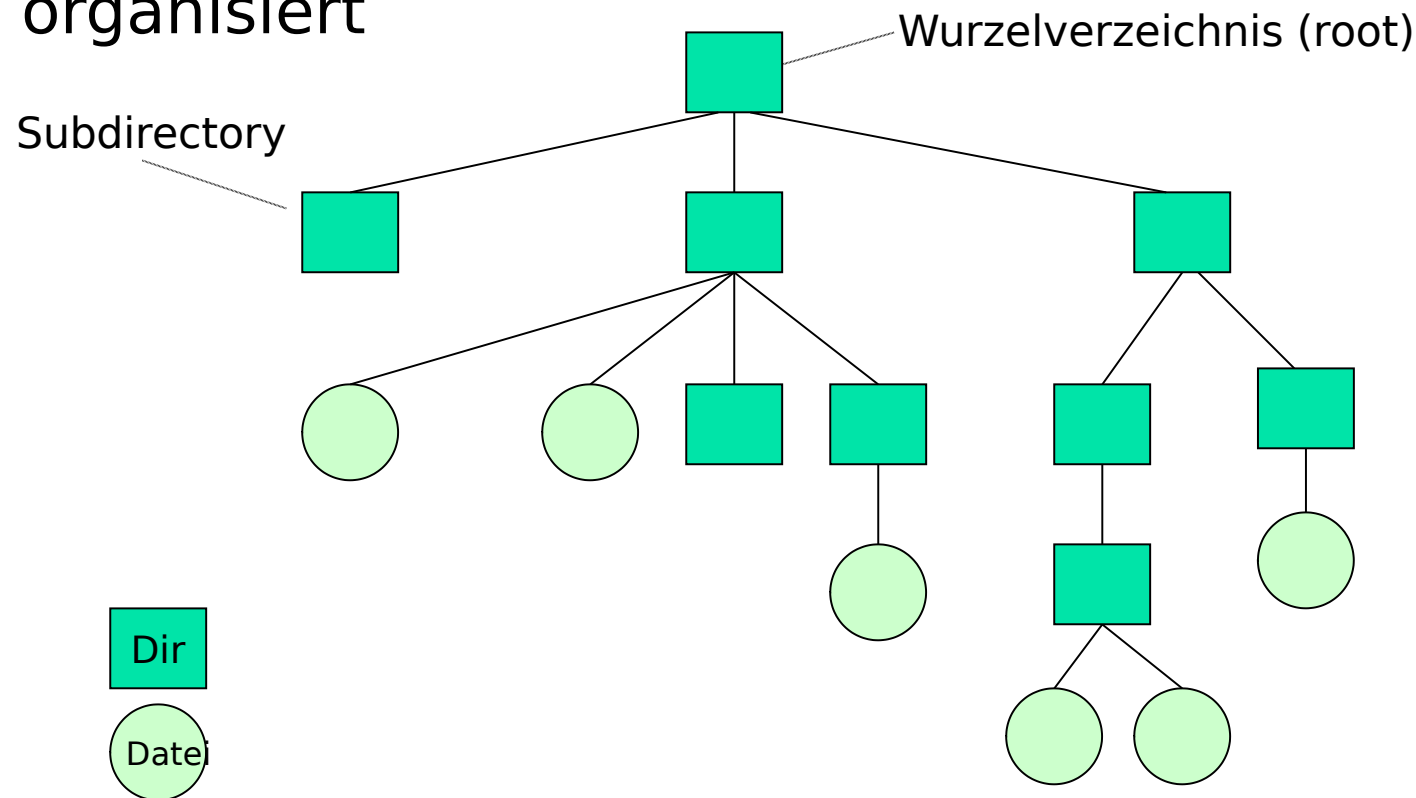 organisiert
Wurzelverzeichnis (root)
Subdirectory
Dir
Datei